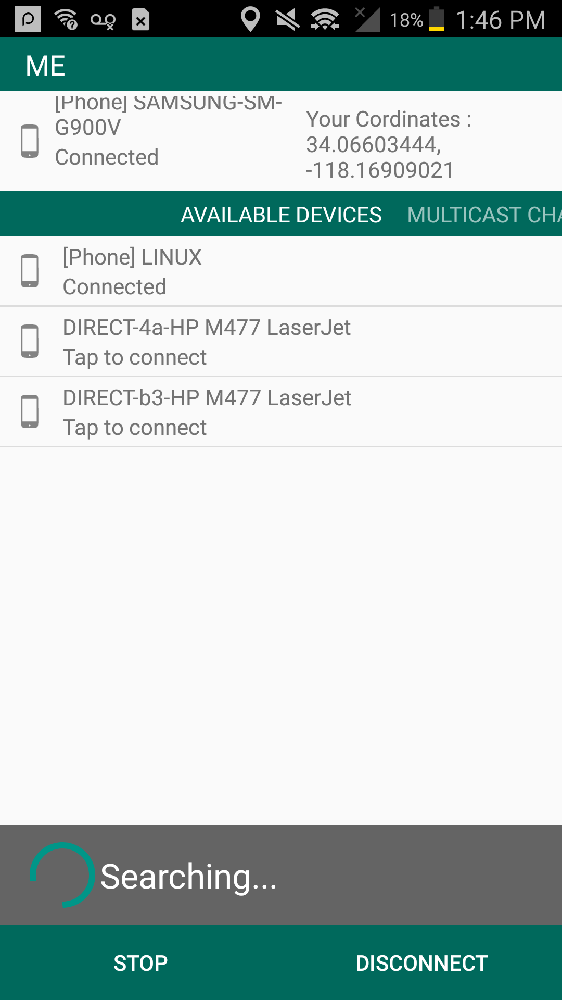 18% 1:46 PM
ME
[Phone] SAMSUNG-SM-
G900V
Connected
Your Cordinates :
34.06603444,
-118.16909021
AVAILABLE DEVICES MULTICAST CHA
[Phone] LINUX
Connected
DIRECT-4a-HP M477 LaserJet
Tap to connect
DIRECT-b3-HP M477 LaserJet
Tap to connect
Searching...
STOP DISCONNECT